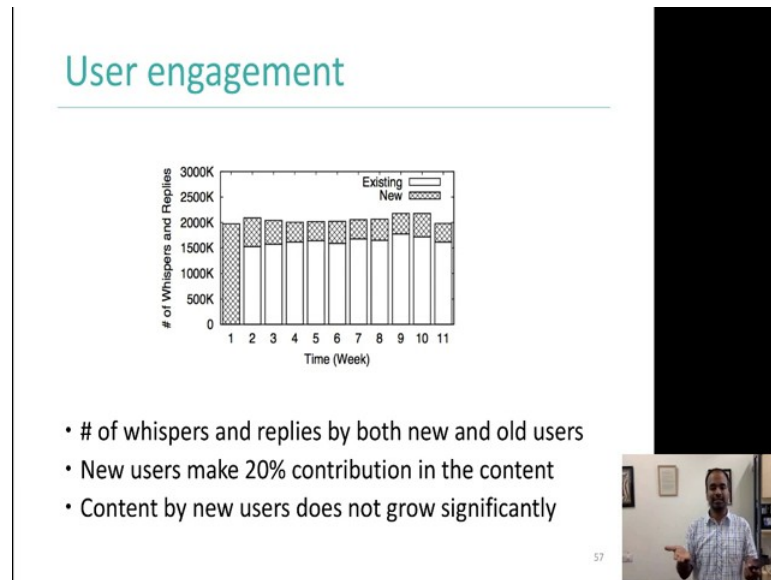 User engagement
# of Whispers and Replies
3000K
2500K
2000K
1500K
1000K
500K
0
Existing
New
1 2 3 4 5 6 7 8 9 10 11
Time (Week)
• # of whispers and replies by both new and old users
• New users make 20% contribution in the content
• Content by new users does not grow significantly
57